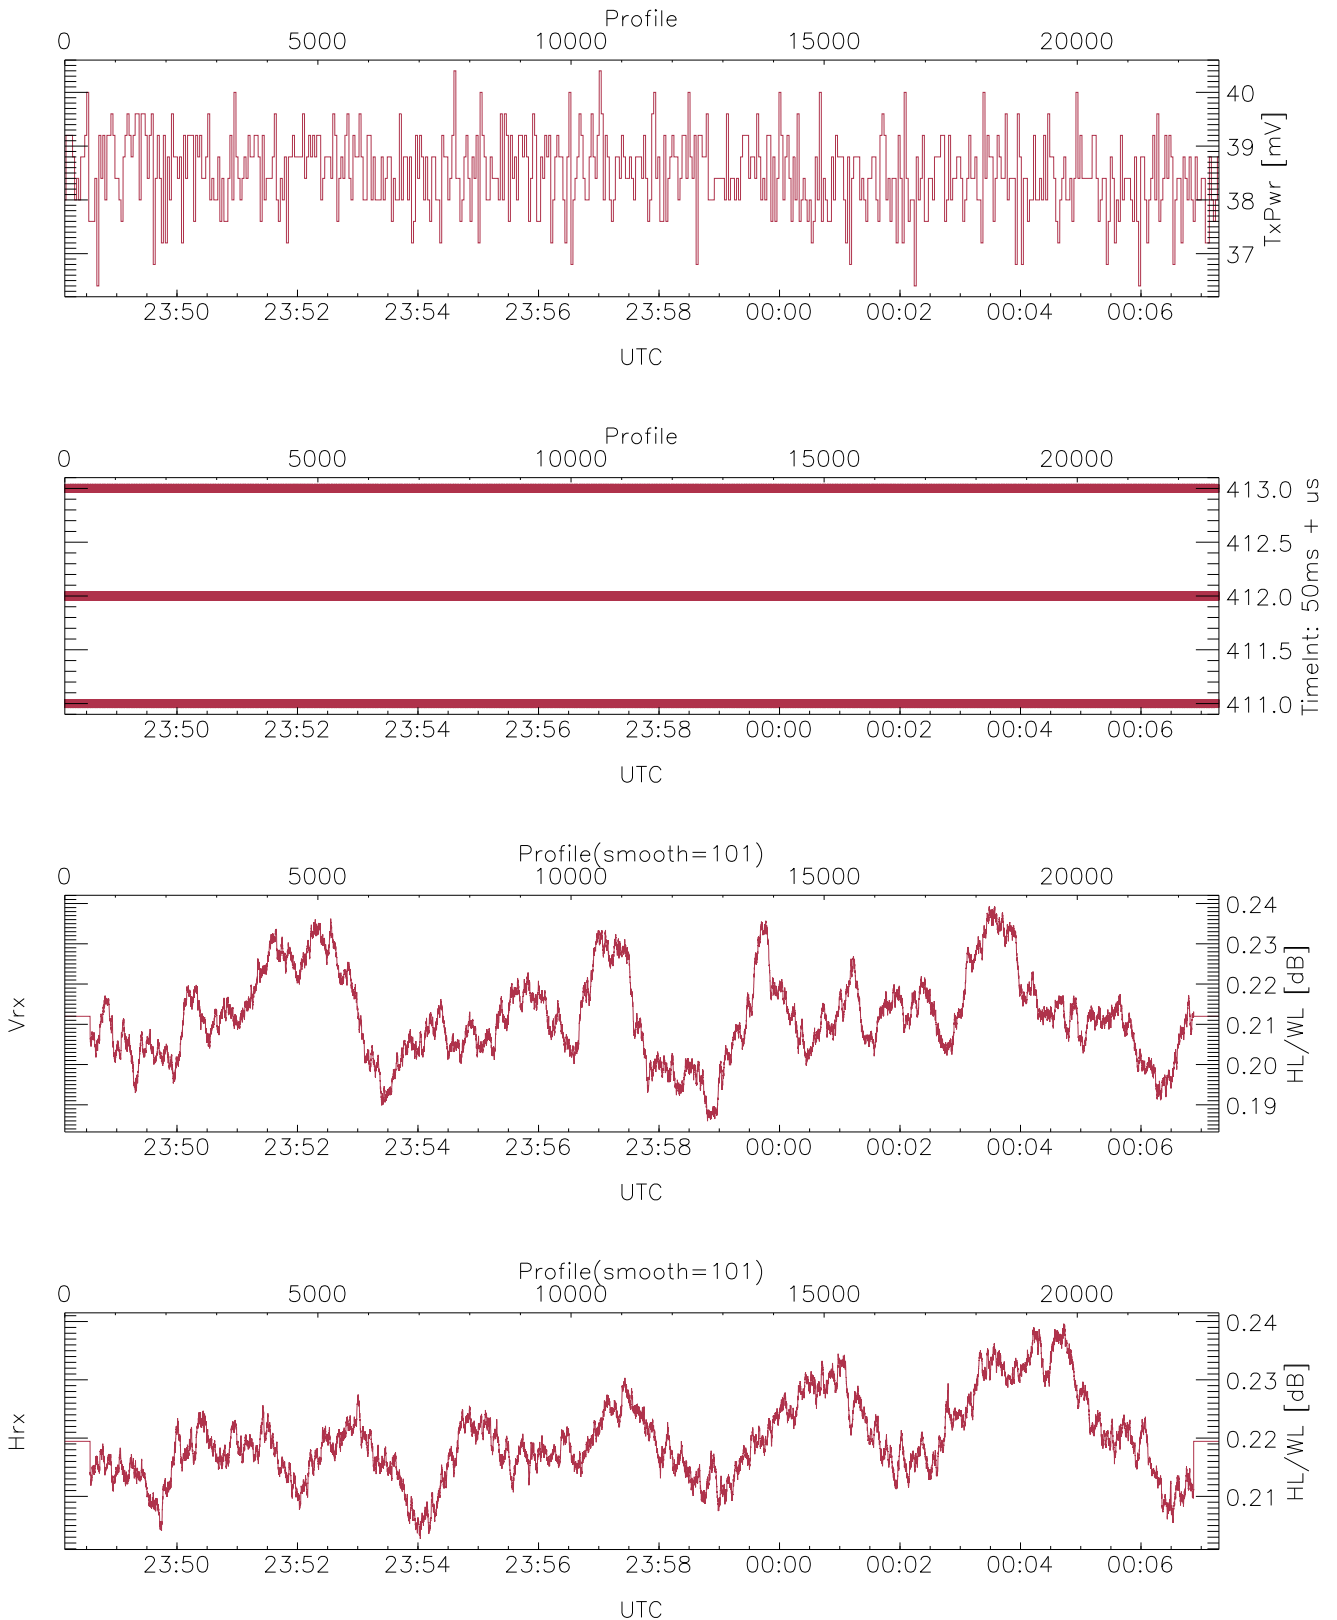 Profile
0 5000 10000 15000 20000
40
39
38
37
TxPwr [mV]
23:50 23:52 23:54 23:56 23:58 00:00 00:02 00:04 00:06
UTC
Profile
0 5000 10000 15000 20000
413.0
412.5
412.0
411.5
411.0
TimeInt: 50ms + us
23:50 23:52 23:54 23:56 23:58 00:00 00:02 00:04 00:06
UTC
Profile(smooth=101)
0 5000 10000 15000 20000
Vrx
0.24
0.23
0.22
0.21
0.20
0.19
HL/WL [dB]
23:50 23:52 23:54 23:56 23:58 00:00 00:02 00:04 00:06
UTC
Profile(smooth=101)
0 5000 10000 15000 20000
Hrx
0.24
0.23
0.22
0.21
HL/WL [dB]
23:50 23:52 23:54 23:56 23:58 00:00 00:02 00:04 00:06
UTC